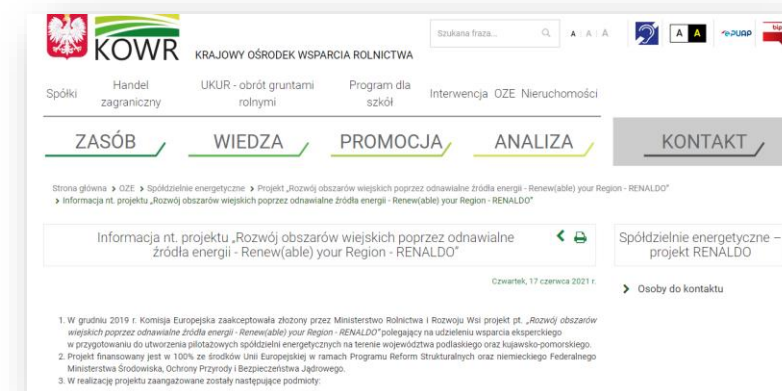 KOWR
KRAJOWY OŚRODEK WSPARCIA ROLNICTWA
Szukana fraza...
A A A
A A
ePUAP
bip
Spółki
Handel zagraniczny
UKUR - obrót gruntami rolnymi
Program dla szkół
Interwencja OZE Nieruchomości
ZASÓB
WIEDZA
PROMOCJA
ANALIZA
KONTAKT
Strona główna > OZE > Spółdzielnie energetyczne > Projekt „Rozwój obszarów wiejskich poprzez odnawialne źródła energii - Renew(able) your Region - RENALDO"
> Informacja nt. projektu „Rozwój obszarów wiejskich poprzez odnawialne źródła energii - Renew(able) your Region - RENALDO"
Informacja nt. projektu „Rozwój obszarów wiejskich poprzez odnawialne
źródła energii - Renew(able) your Region - RENALDO"
Spółdzielnie energetyczne –
projekt RENALDO
Czwartek, 17 czerwca 2021 r.
> Osoby do kontaktu
1. W grudniu 2019 r. Komisja Europejska zaakceptowała złożony przez Ministerstwo Rolnictwa i Rozwoju Wsi projekt pt. „Rozwój obszarów
wiejskich poprzez odnawialne źródła energii - Renew(able) your Region - RENALDO" polegający na udzieleniu wsparcia eksperckiego
w przygotowaniu do utworzenia pilotażowych spółdzielni energetycznych na terenie województwa podlaskiego oraz kujawsko-pomorskiego.
2. Projekt finansowany jest w 100% ze środków Unii Europejskiej w ramach Programu Reform Strukturalnych oraz niemieckiego Federalnego
Ministerstwa Środowiska, Ochrony Przyrody i Bezpieczeństwa Jądrowego.
3. W realizację projektu zaangażowane zostały następujące podmioty: